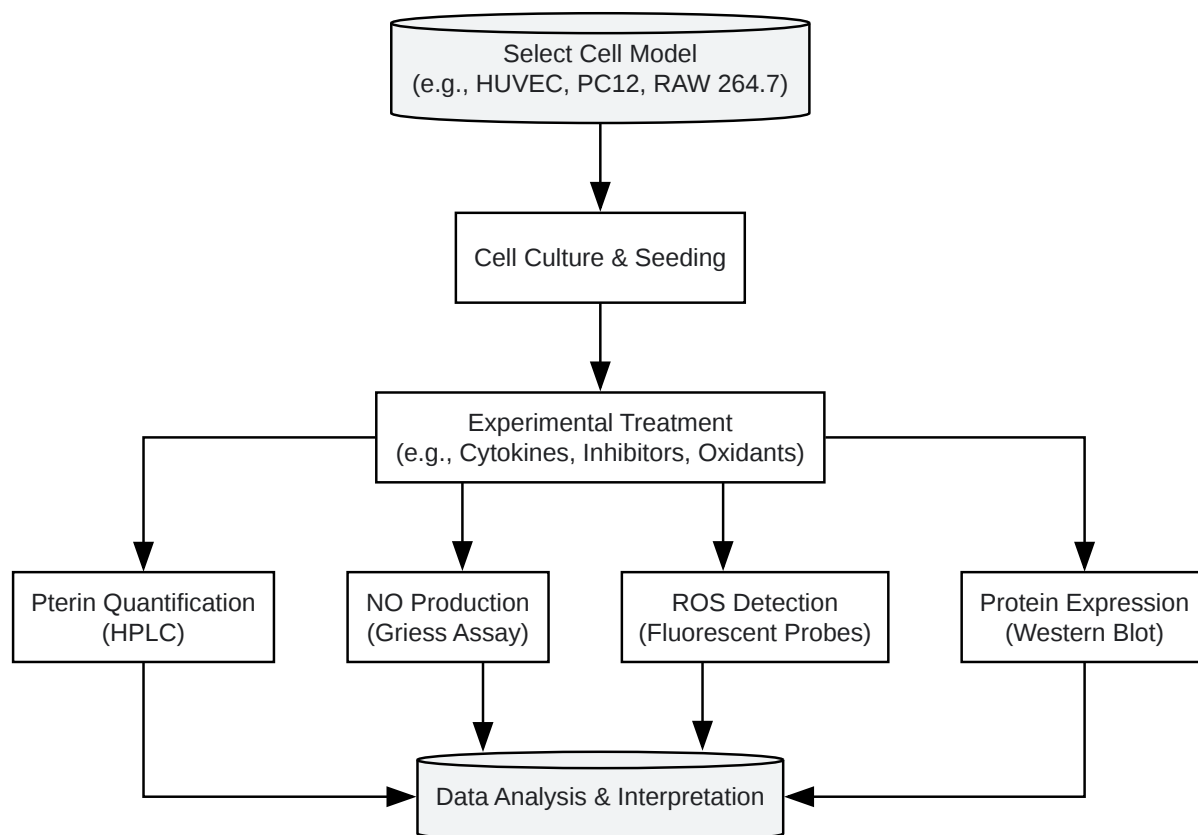 Select Cell Model
(e.g., HUVEC, PC12, RAW 264.7)
Cell Culture & Seeding
Experimental Treatment
(e.g., Cytokines, Inhibitors, Oxidants)
Pterin Quantification
(HPLC)
NO Production
(Griess Assay)
ROS Detection
(Fluorescent Probes)
Protein Expression
(Western Blot)
Data Analysis & Interpretation